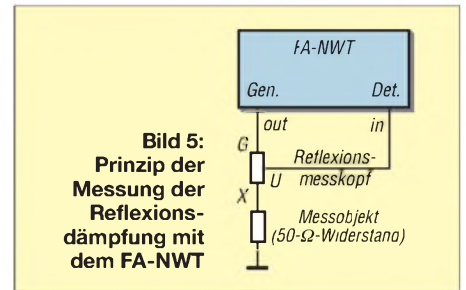 FA-NWT
Gen. Det.
out in
G
Reflexions-
U messkopf
X
Messobjekt
(50-Ω-Widerstand)
Bild 5:
Prinzip der
Messung der
Reflexions-
dämpfung mit
dem FA-NWT